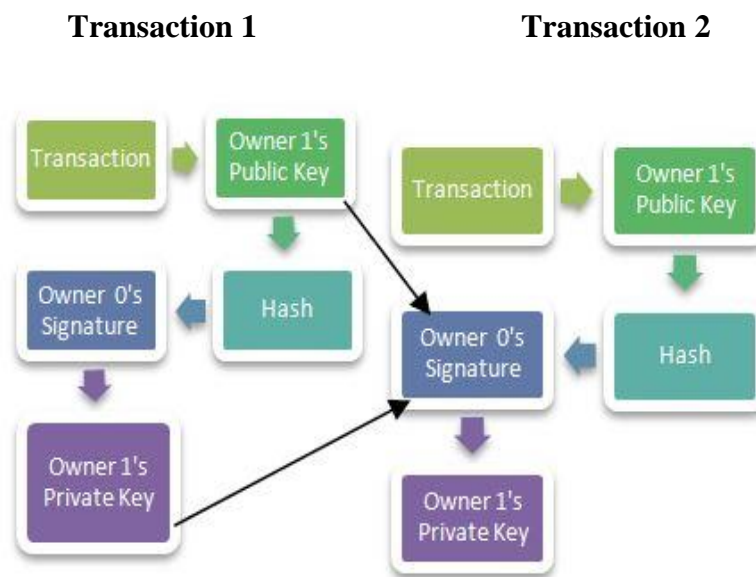 Transaction 1
Transaction 2
Transaction
Owner 1's
Public Key
Owner 0's
Signature
Hash
Owner 1's
Private Key
Transaction
Owner 1's
Public Key
Owner 0's
Signature
Hash
Owner 1's
Private Key